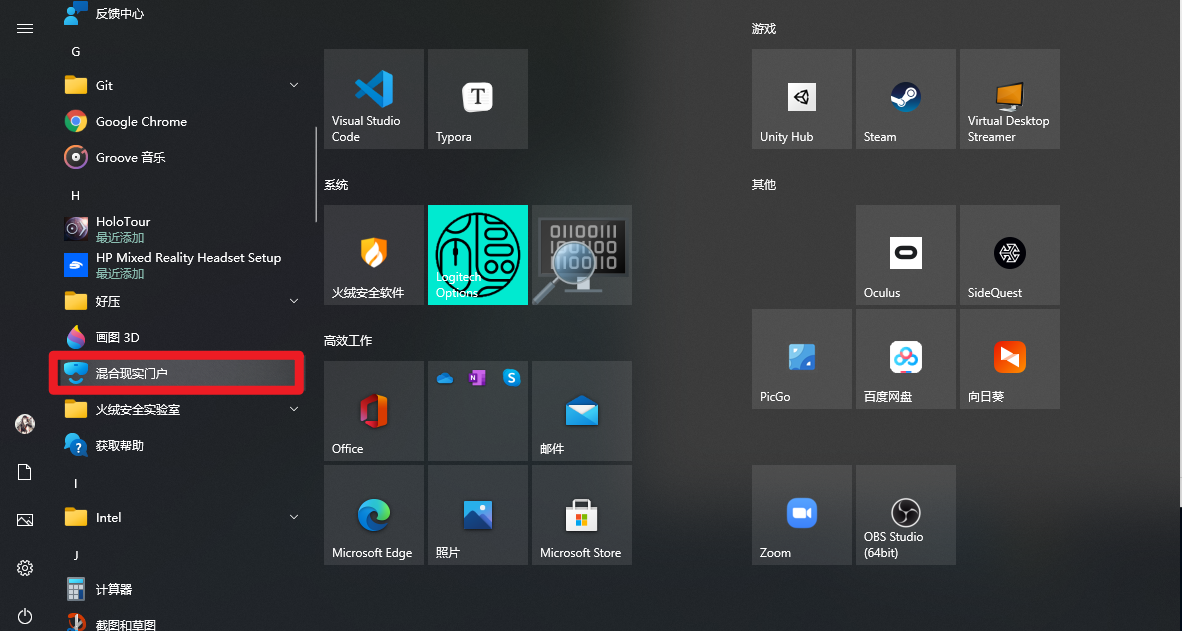 反馈中心
G
Git
Google Chrome
Groove 音乐
H
HoloTour
最近添加
HP Mixed Reality Headset Setup
最近添加
好压
画图 3D
混合现实门户
火绒安全实验室
获取帮助
I
Intel
J
计算器
截图和草图
Visual Studio
Code
T
Typora
系统
火绒安全软件
Logitech
Options
01100111
1001100
10010110
高效工作
Office
N
S
邮件
Microsoft Edge
照片
Microsoft Store
游戏
Unity Hub
Steam
Virtual Desktop
Streamer
其他
Oculus
SideQuest
PicGo
百度网盘
向日葵
Zoom
OBS Studio
(64bit)